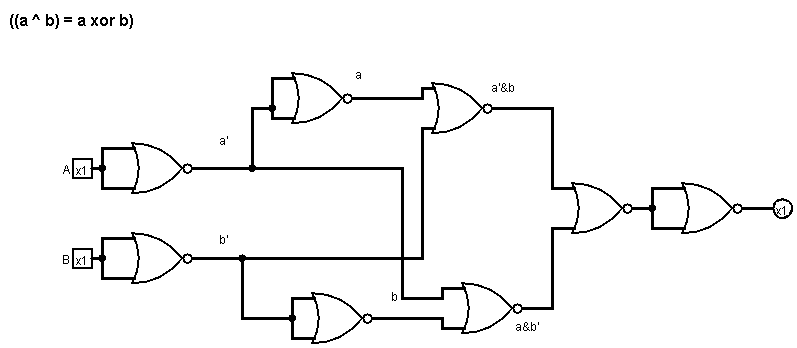 ((a ^ b) = a xor b)
a
a'&b
a'
A x1
x1
b'
B x1
b
a&b'